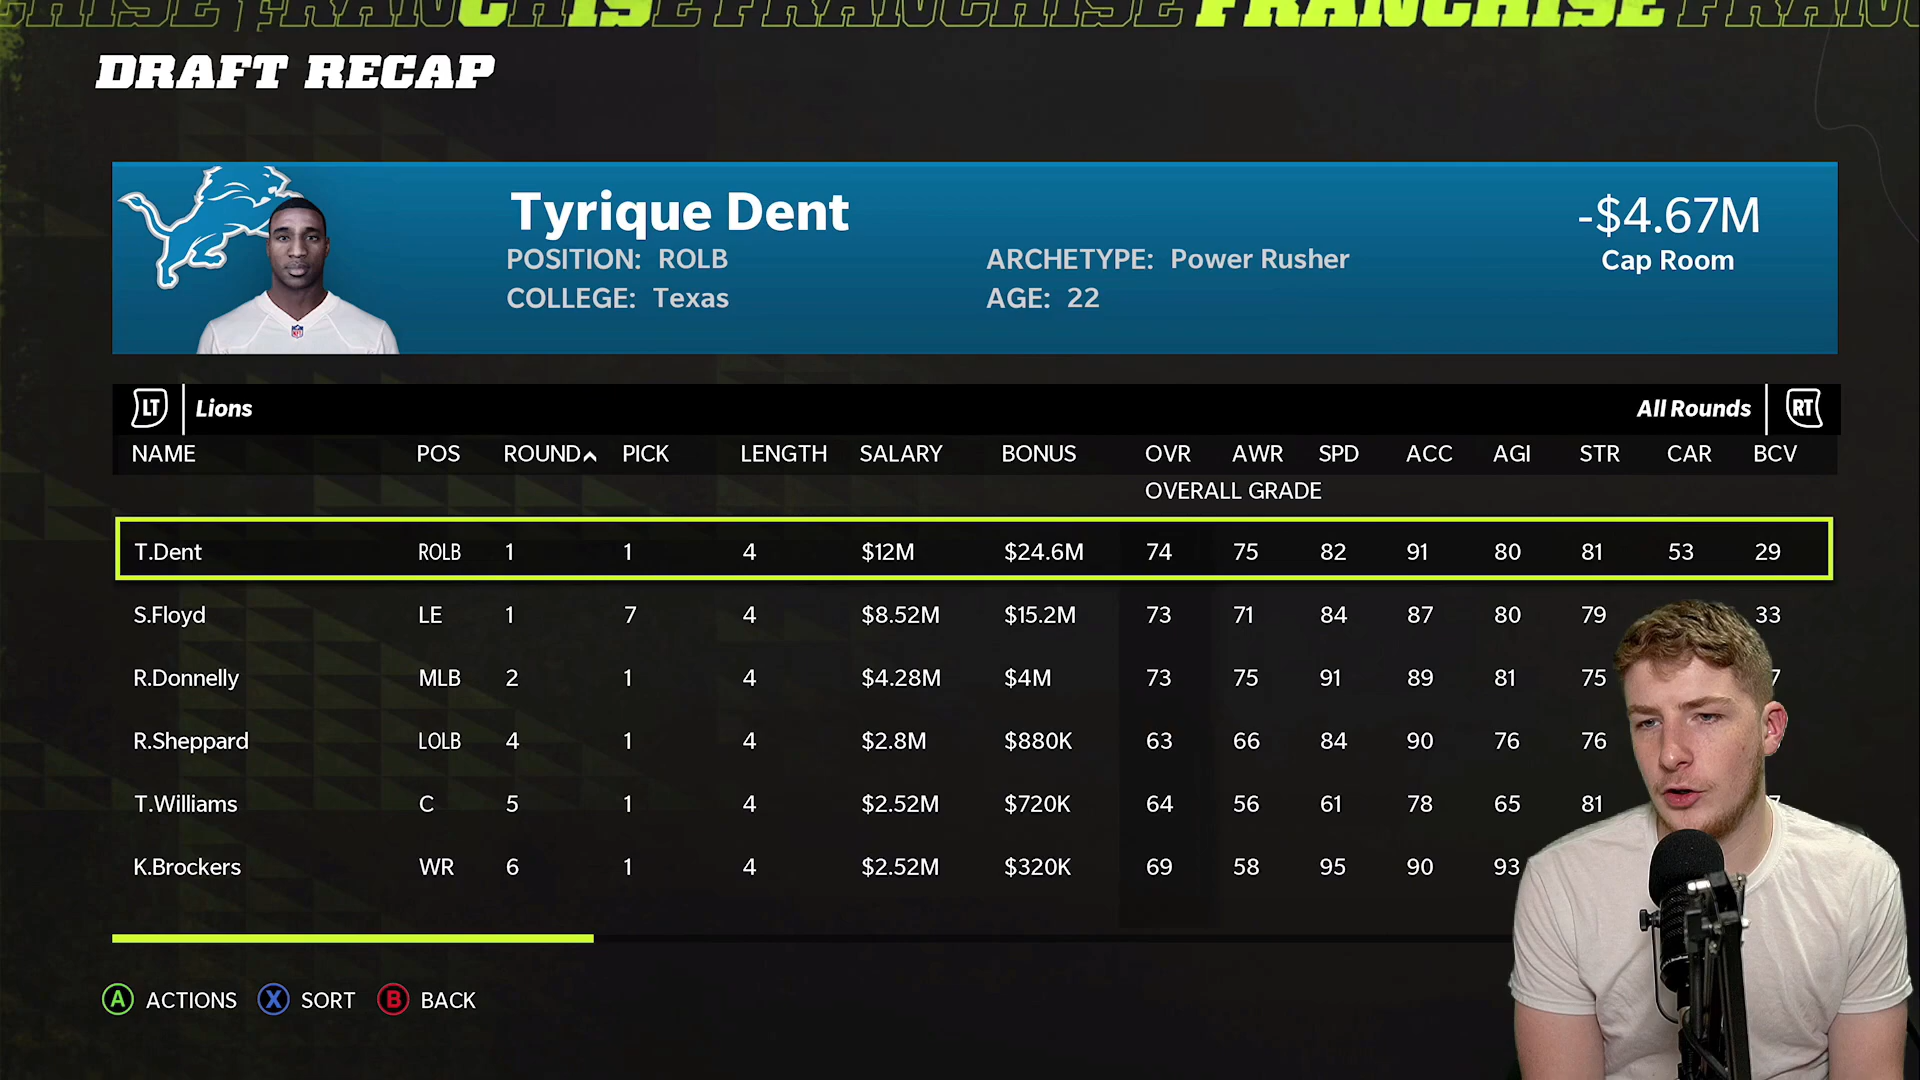 FRANCHISE FRANCHISE FRANCHISE FRANCHISE
DRAFT RECAP
Tyrique Dent
POSITION: ROLB
ARCHETYPE: Power Rusher
COLLEGE: Texas
AGE: 22
-$4.67M
Cap Room
LT Lions
All Rounds RT
NAME POS ROUND PICK LENGTH SALARY BONUS OVR AWR SPD ACC AGI STR CAR BCV
OVERALL GRADE
T.Dent ROLB 1 1 4 $12M $24.6M 74 75 82 91 80 81 53 29
S.Floyd LE 1 7 4 $8.52M $15.2M 73 71 84 87 80 79 33
R.Donnelly MLB 2 1 4 $4.28M $4M 73 75 91 89 81 75
R.Sheppard LOLB 4 1 4 $2.8M $880K 63 66 84 90 76 76
T.Williams C 5 1 4 $2.52M $720K 64 56 61 78 65 81
K.Brockers WR 6 1 4 $2.52M $320K 69 58 95 90 93
A ACTIONS X SORT B BACK